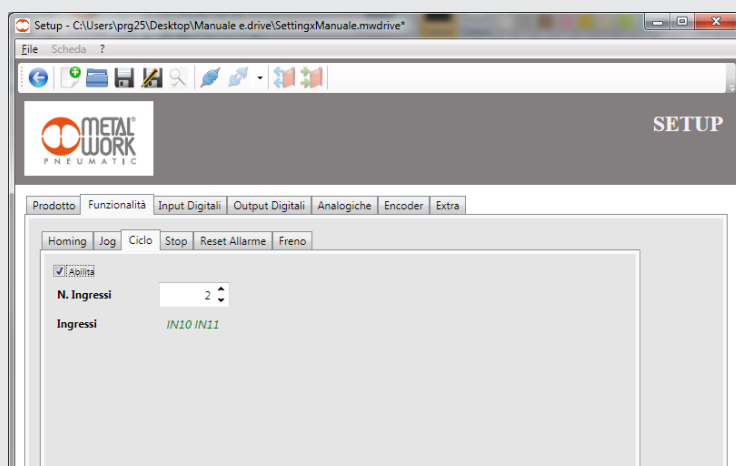 Setup - C:\Users\prg25\Desktop\Manuale e.drive\SettingxManuale.mwdrive*
File Scheda ?
METAL®
WORK
PNEUMATIC
SETUP
Prodotto Funzionalità Input Digitali Output Digitali Analogiche Encoder Extra
Homing Jog Ciclo Stop Reset Allarme Freno
Abilita
N. Ingressi 2
Ingressi IN10 IN11